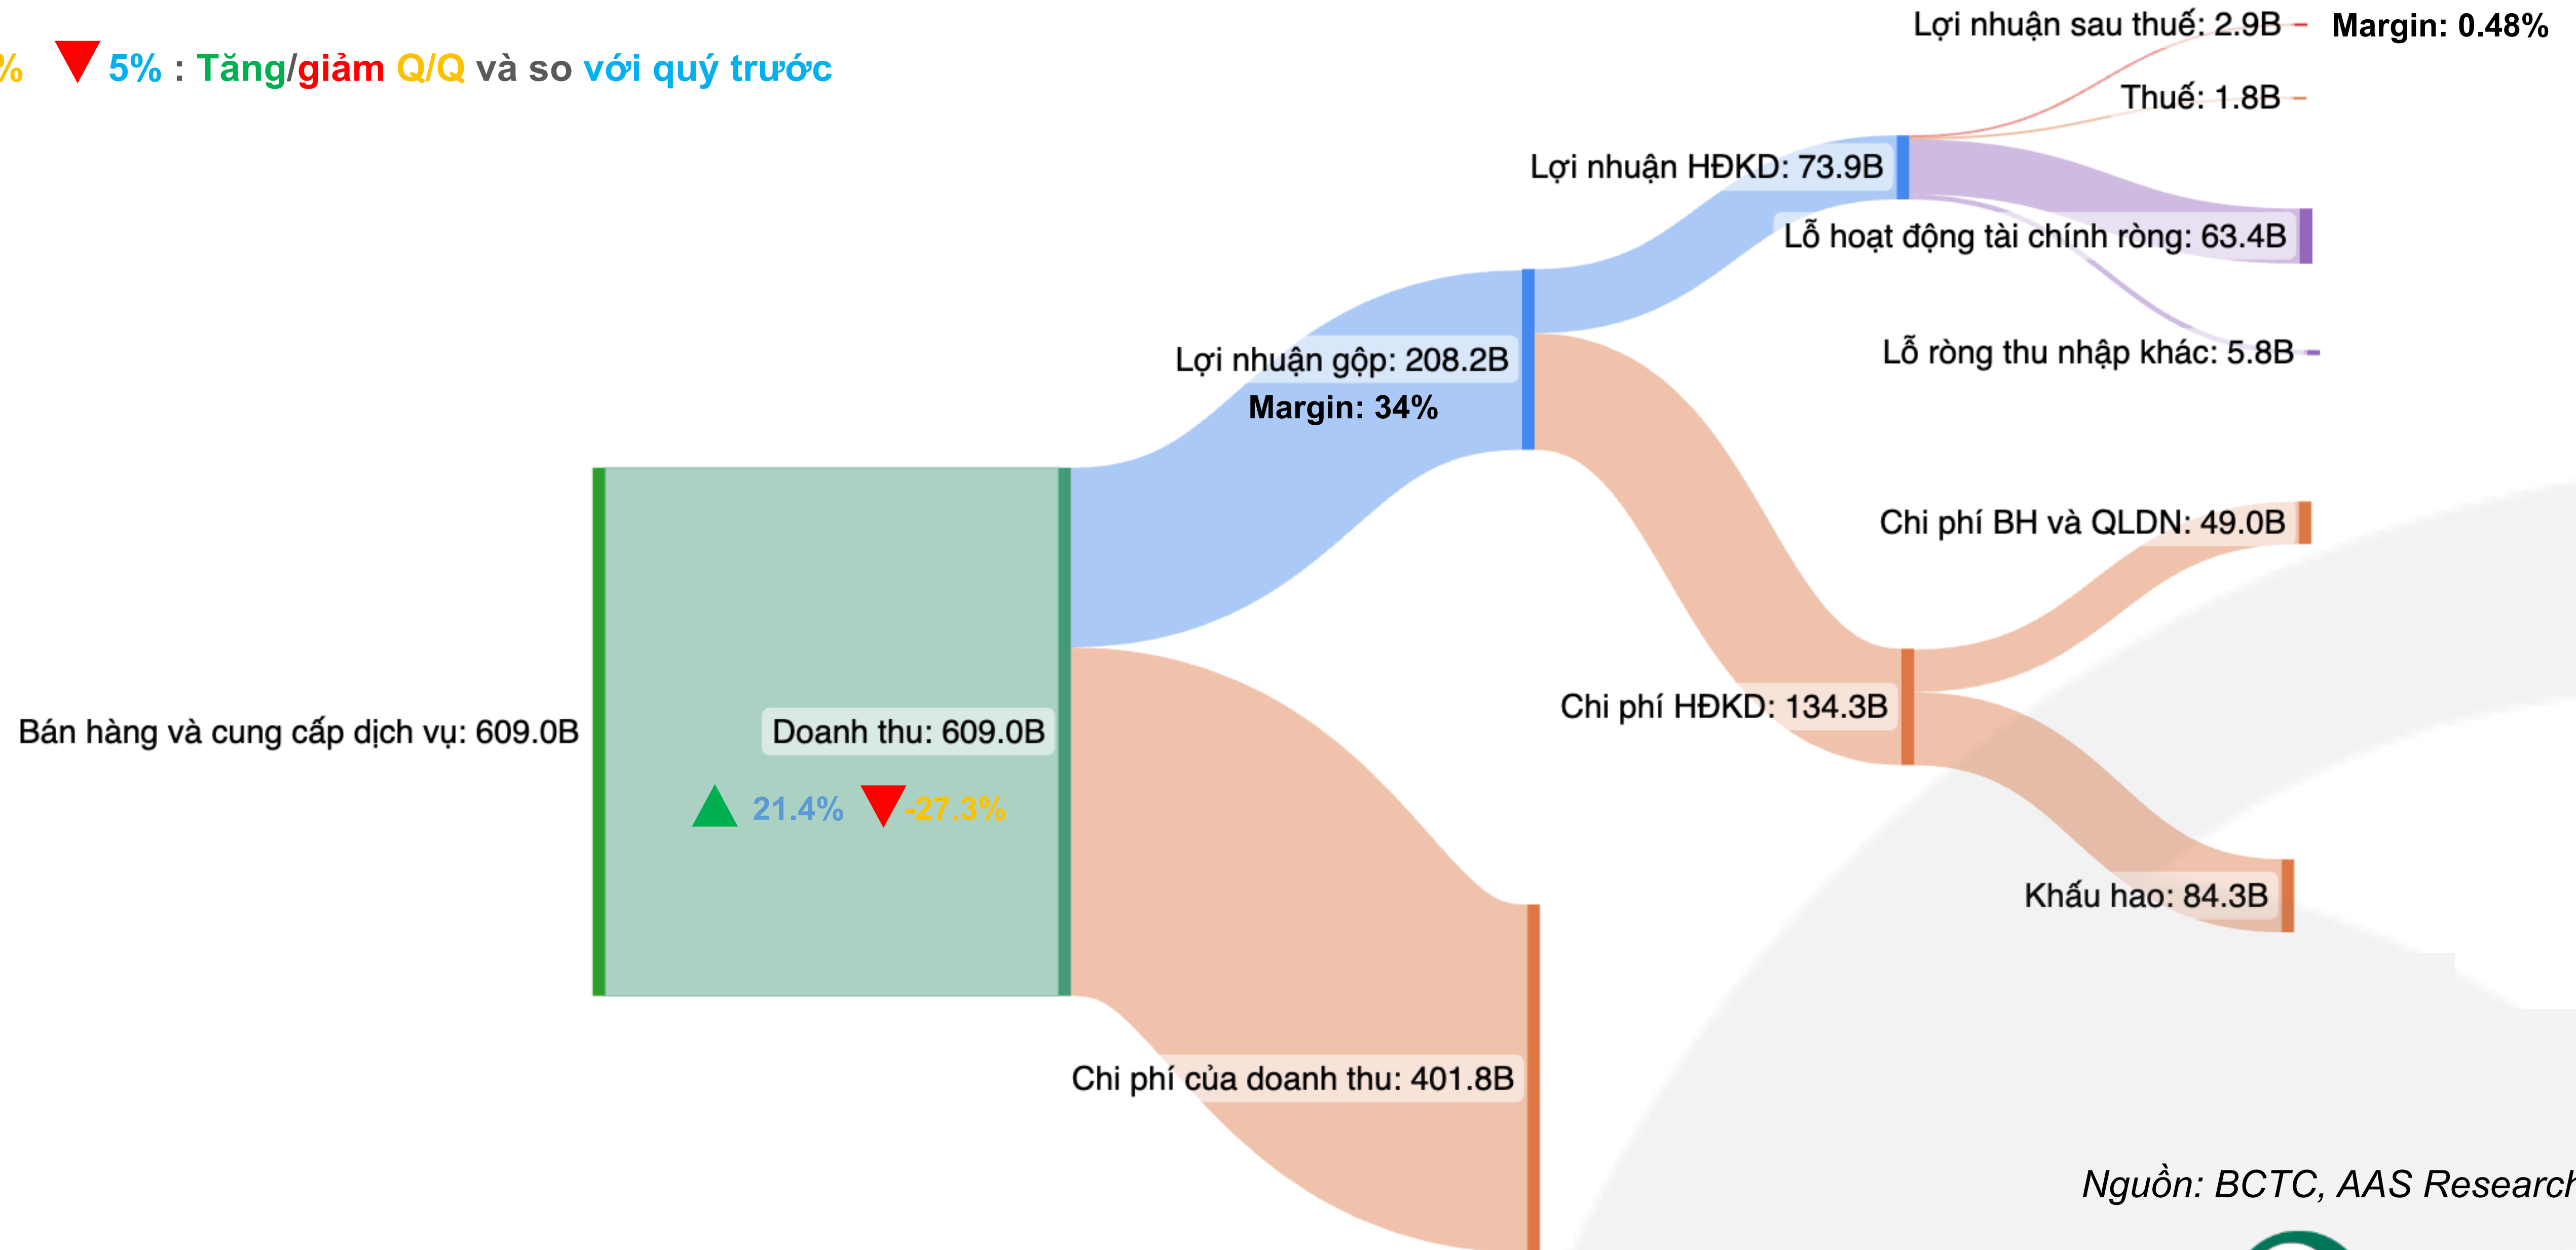 % 5% : Tăng/giảm Q/Q và so với quý trước
Lợi nhuận sau thuế: 2.9B
Margin: 0.48%
Thuế: 1.8B
Lợi nhuận HĐKD: 73.9B
Lỗ hoạt động tài chính ròng: 63.4B
Lợi nhuận gộp: 208.2B
Margin: 34%
Lỗ ròng thu nhập khác: 5.8B
Chi phí BH và QLDN: 49.0B
Chi phí HĐKD: 134.3B
Bán hàng và cung cấp dịch vụ: 609.0B
Doanh thu: 609.0B
21.4% -27.3%
Khấu hao: 84.3B
Chi phí của doanh thu: 401.8B
Nguồn: BCTC, AAS Research